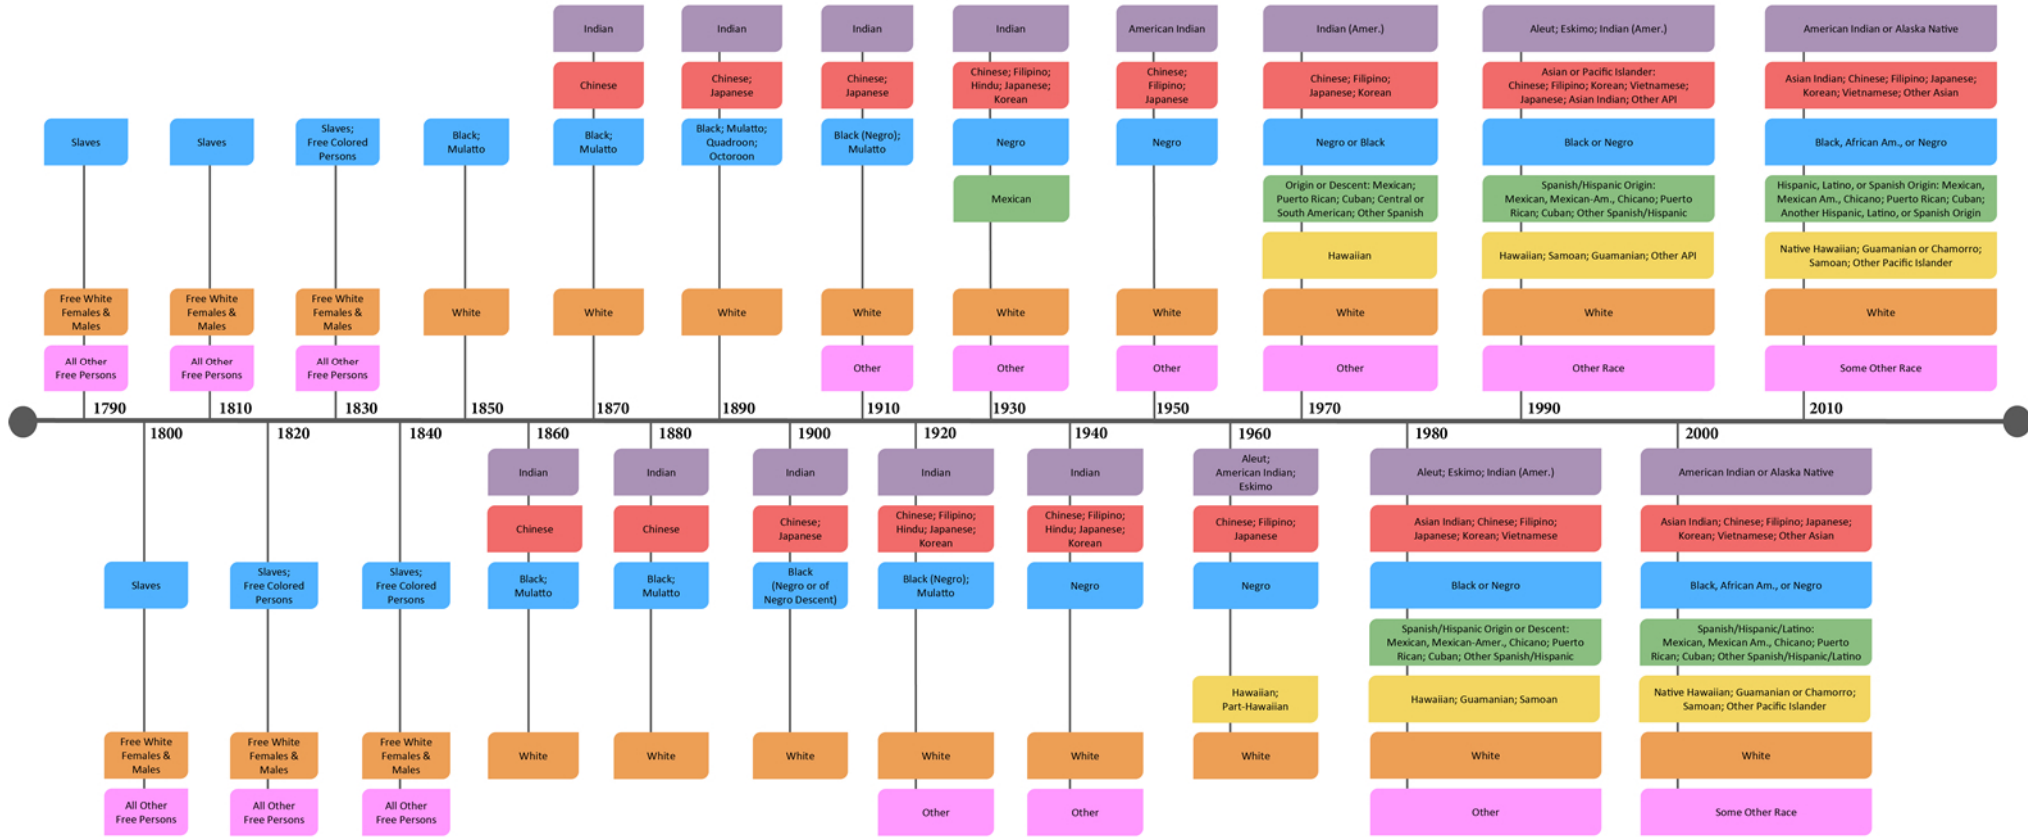 Slaves
Free White
Females &
Males
All Other
Free Persons
1790
Slaves
Free White
Females &
Males
All Other
Free Persons
1810
Slaves;
Free Colored
Persons
Free White
Females &
Males
All Other
Free Persons
1830
Black;
Mulatto
White
1850
Indian
Chinese
Black;
Mulatto
White
1870
Indian
Chinese;
Japanese
Black; Mulatto;
Quadroon;
Octoroon
White
1890
Indian
Chinese;
Japanese
Black (Negro);
Mulatto
White
Other
1910
Indian
Chinese; Filipino;
Hindu; Japanese;
Korean
Negro
Mexican
White
Other
1930
American Indian
Chinese;
Filipino;
Japanese
Negro
White
Other
1950
Indian (Amer.)
Chinese; Filipino;
Japanese; Korean
Negro or Black
Origin or Descent: Mexican;
Puerto Rican; Cuban; Central or
South American; Other Spanish
Hawaiian
White
Other
1970
Aleut; Eskimo; Indian (Amer.)
Asian or Pacific Islander:
Chinese; Filipino; Korean; Vietnamese;
Japanese; Asian Indian; Other API
Black or Negro
Spanish/Hispanic Origin:
Mexican, Mexican-Am., Chicano; Puerto
Rican; Cuban; Other Spanish/Hispanic
Hawaiian; Samoan; Guamanian; Other API
White
Other Race
1990
American Indian or Alaska Native
Asian Indian; Chinese; Filipino; Japanese;
Korean; Vietnamese; Other Asian
Black, African Am., or Negro
Hispanic, Latino, or Spanish Origin: Mexican,
Mexican Am., Chicano; Puerto Rican; Cuban;
Another Hispanic, Latino, or Spanish Origin
Native Hawaiian; Guamanian or Chamorro;
Samoan; Other Pacific Islander
White
Some Other Race
2010
1800
Slaves
Free White
Females &
Males
All Other
Free Persons
1820
Slaves;
Free Colored
Persons
Free White
Females &
Males
All Other
Free Persons
1840
Slaves;
Free Colored
Persons
Free White
Females &
Males
All Other
Free Persons
1860
Indian
Chinese
Black;
Mulatto
White
1880
Indian
Chinese
Black;
Mulatto
White
1900
Indian
Chinese;
Japanese
Black
(Negro or of
Negro Descent)
White
1920
Indian
Chinese; Filipino;
Hindu; Japanese;
Korean
Black (Negro);
Mulatto
White
Other
1940
Indian
Chinese; Filipino;
Hindu; Japanese;
Korean
Negro
White
Other
1960
Aleut;
American Indian;
Eskimo
Chinese; Filipino;
Japanese
Negro
Hawaiian;
Part-Hawaiian
White
1980
Aleut; Eskimo; Indian (Amer.)
Asian Indian; Chinese; Filipino;
Japanese; Korean; Vietnamese
Black or Negro
Spanish/Hispanic Origin or Descent:
Mexican, Mexican-Amer., Chicano; Puerto
Rican; Cuban; Other Spanish/Hispanic
Hawaiian; Guamanian; Samoan
White
Other
2000
American Indian or Alaska Native
Asian Indian; Chinese; Filipino; Japanese;
Korean; Vietnamese; Other Asian
Black, African Am., or Negro
Spanish/Hispanic/Latino:
Mexican, Mexican Am., Chicano; Puerto
Rican; Cuban; Other Spanish/Hispanic/Latino
Native Hawaiian; Guamanian or Chamorro;
Samoan; Other Pacific Islander
White
Some Other Race